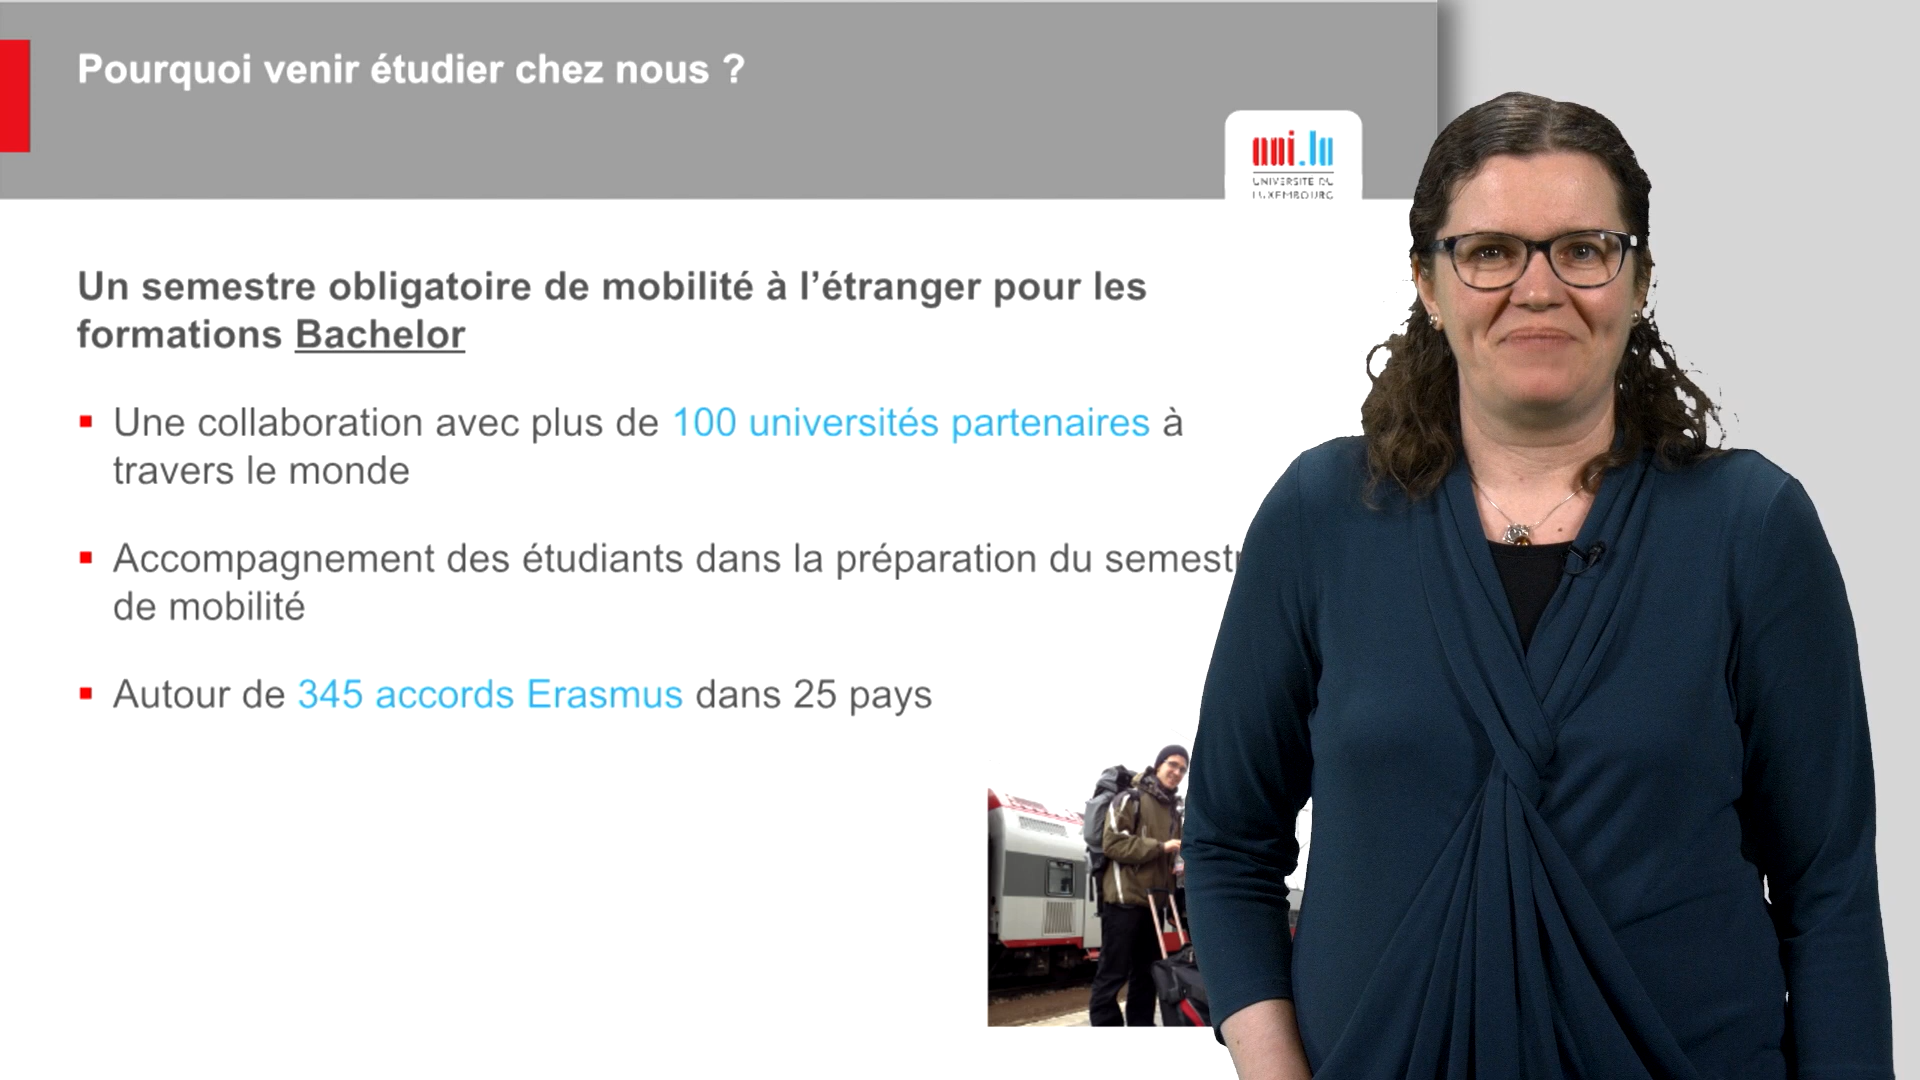 Pourquoi venir étudier chez nous ?
uni.lu
UNIVERSITE DU
LUXEMBOURG
Un semestre obligatoire de mobilité à l’étranger pour les
formations Bachelor
Une collaboration avec plus de 100 universités partenaires à
travers le monde
Accompagnement des étudiants dans la préparation du semestr
de mobilité
Autour de 345 accords Erasmus dans 25 pays